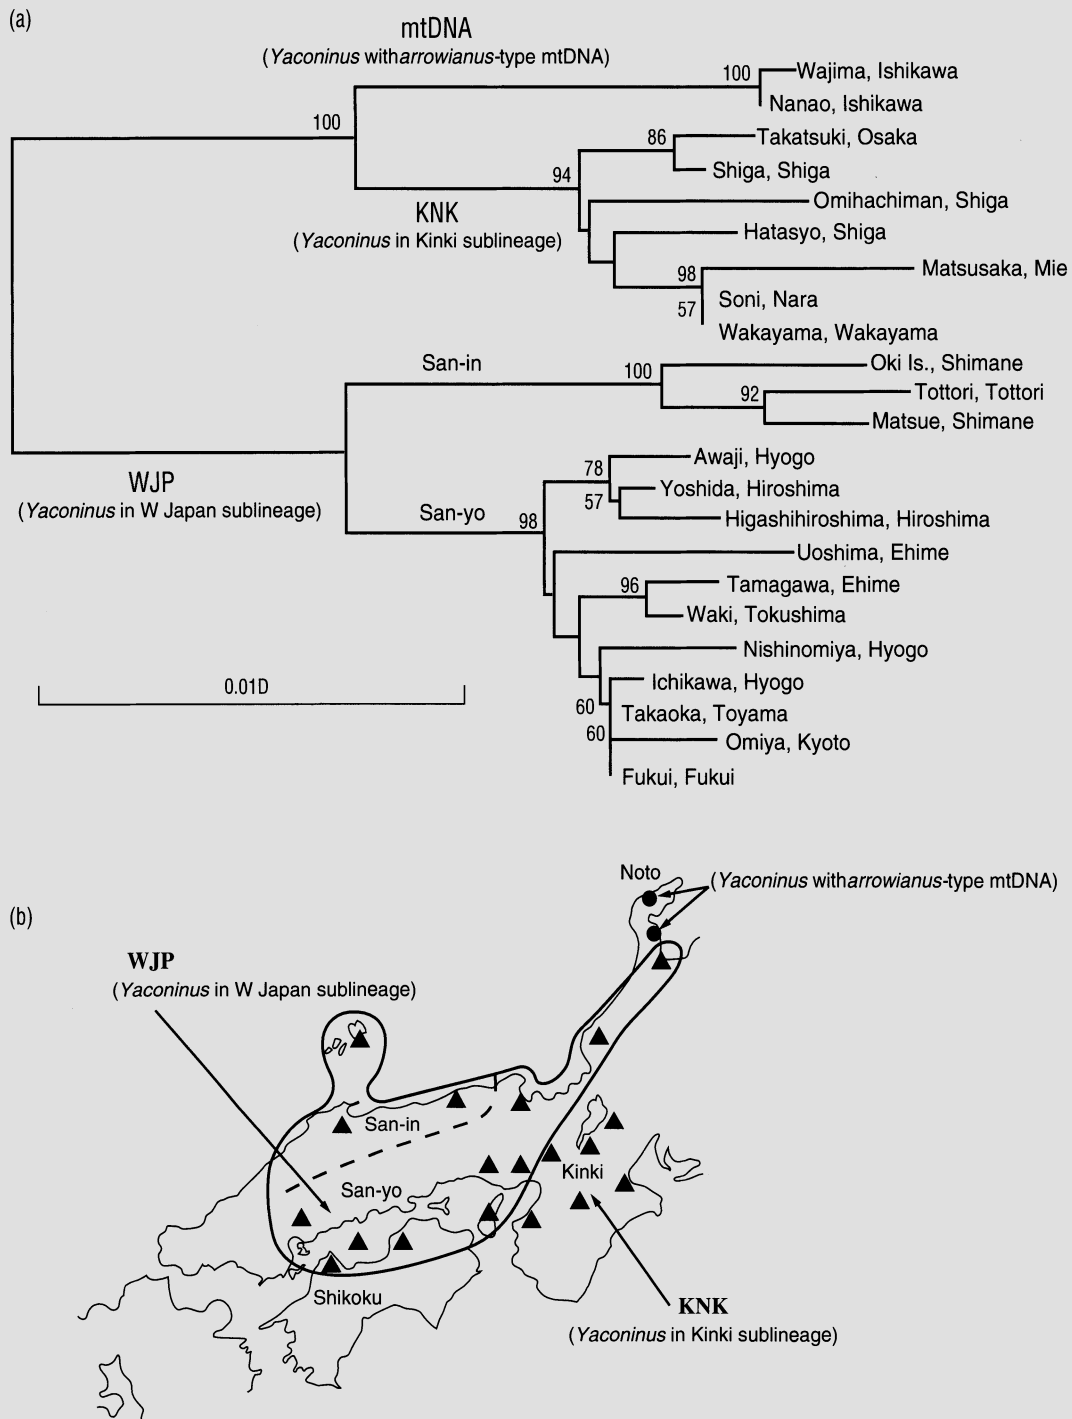 (a)
mtDNA
(Yaconinus with arrowianus-type mtDNA)
100
Wajima, Ishikawa
Nanao, Ishikawa
100
86
Takatsuki, Osaka
Shiga, Shiga
94
Omihachiman, Shiga
KNK
(Yaconinus in Kinki sublineage)
Hatasyo, Shiga
98
Matsusaka, Mie
57
Soni, Nara
Wakayama, Wakayama
San-in
100
Oki Is., Shimane
92
Tottori, Tottori
Matsue, Shimane
WJP
(Yaconinus in W Japan sublineage)
San-yo
98
78
Awaji, Hyogo
57
Yoshida, Hiroshima
Higashihiroshima, Hiroshima
Uoshima, Ehime
96
Tamagawa, Ehime
Waki, Tokushima
Nishinomiya, Hyogo
0.01D
Ichikawa, Hyogo
60
Takaoka, Toyama
60
Omiya, Kyoto
Fukui, Fukui
(b)
Noto
(Yaconinus with arrowianus-type mtDNA)
WJP
(Yaconinus in W Japan sublineage)
San-in
Kinki
San-yo
Shikoku
KNK
(Yaconinus in Kinki sublineage)